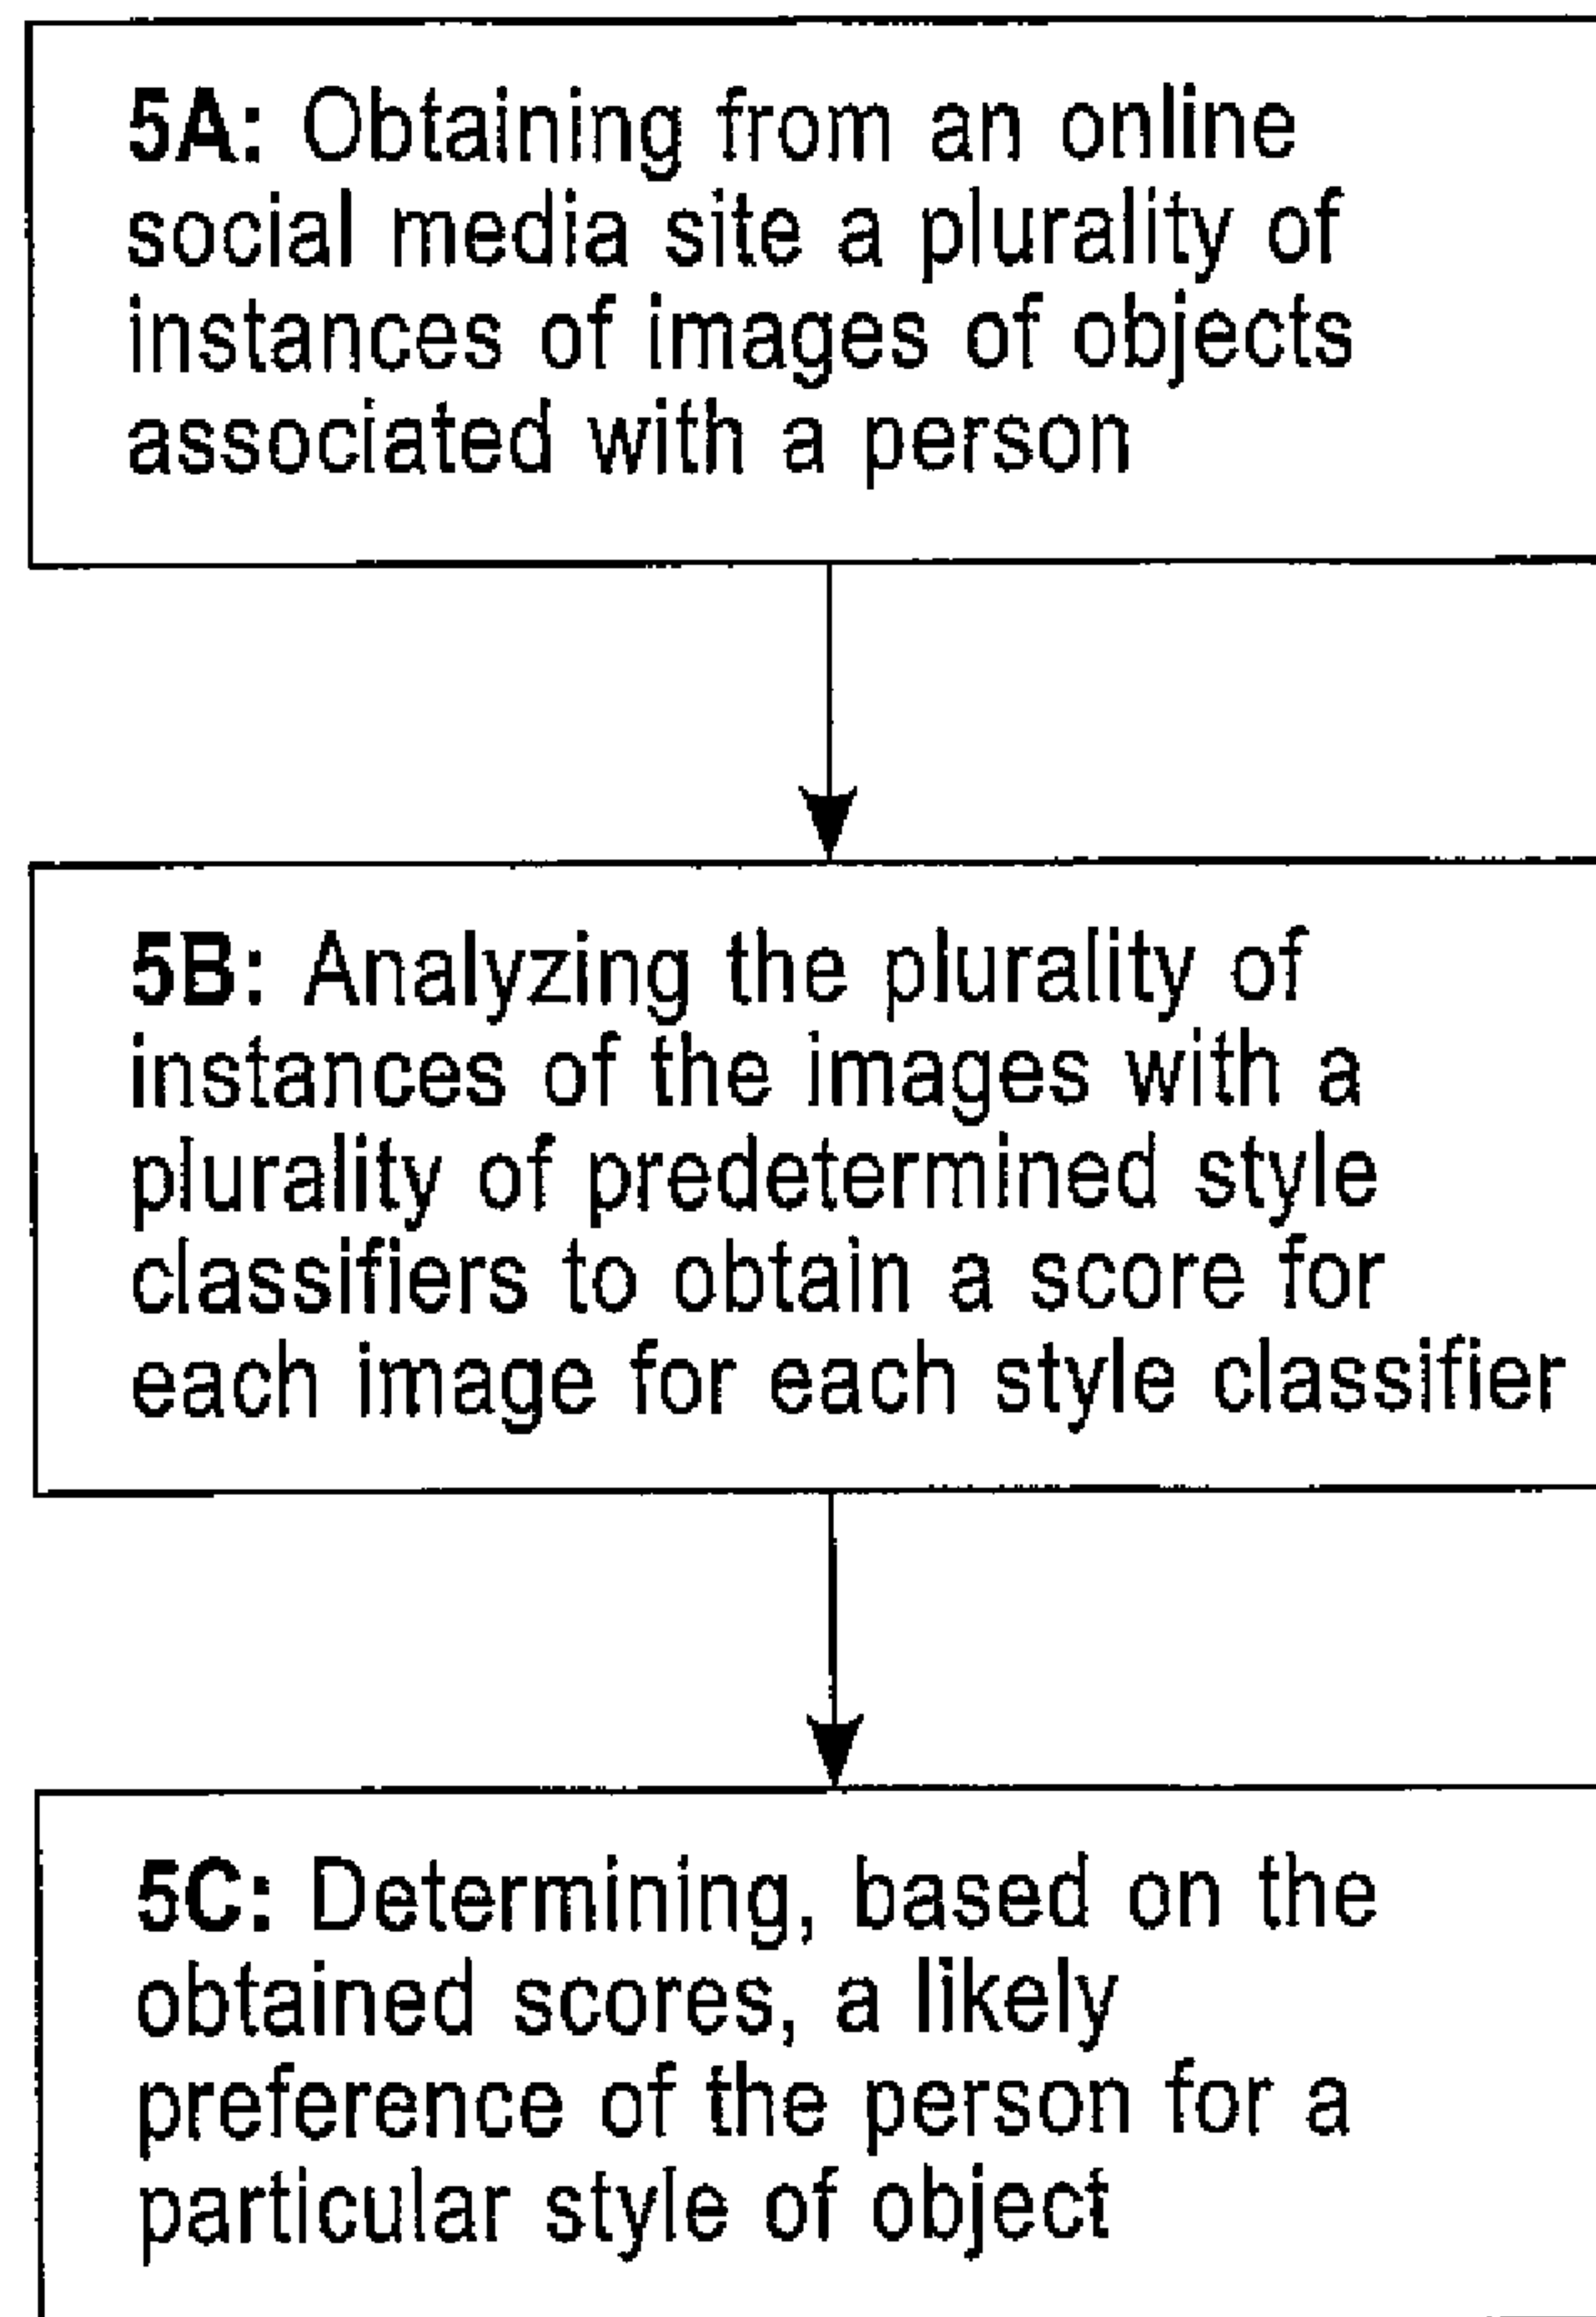 5A: Obtaining from an online
social media site a plurality of
instances of images of objects
associated with a person
5B: Analyzing the plurality of
instances of the images with a
plurality of predetermined style
classifiers to obtain a score for
each image for each style classifier
5C: Determining, based on the
obtained scores, a likely
preference of the person for a
particular style of object